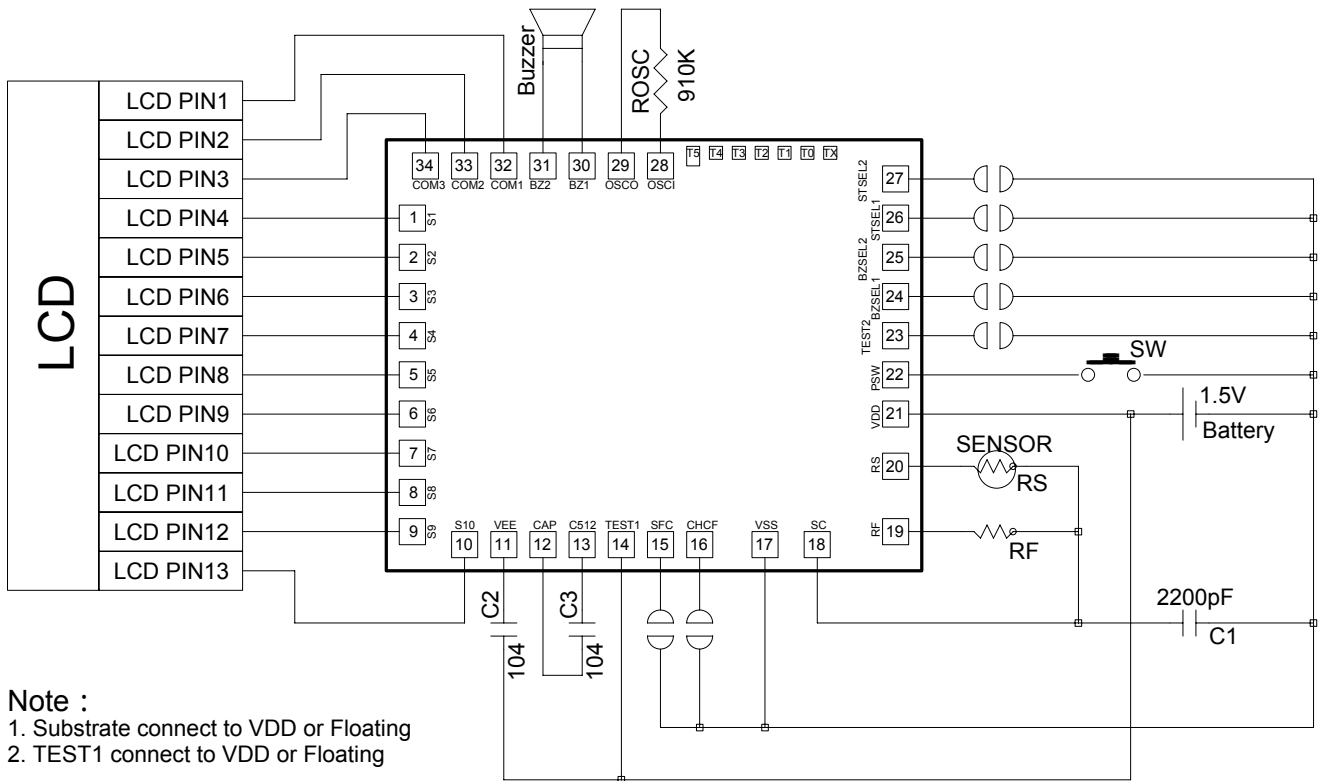 Buzzer
ROSC
910K
LCD
LCD PIN1
LCD PIN2
LCD PIN3
LCD PIN4
LCD PIN5
LCD PIN6
LCD PIN7
LCD PIN8
LCD PIN9
LCD PIN10
LCD PIN11
LCD PIN12
LCD PIN13
34 33 32 31 30 29 28
COM3 COM2 COM1 BZ2 BZ1 OSCO OSCI
T5 T4 T3 T2 T1 T0 TX
1 S1
2 S2
3 S3
4 S4
5 S5
6 S6
7 S7
8 S8
9 S9
STSEL2 27
STSEL1 26
BZSEL2 25
BZSEL1 24
TEST2 23
PSW 22
VDD 21
RS 20
RF 19
SW
1.5V
Battery
SENSOR
RS
RF
S10 VEE CAP C512 TEST1 SFC CHCF VSS SC
10 11 12 13 14 15 16 17 18
C2
104
C3
104
2200pF
C1
Note :
1. Substrate connect to VDD or Floating
2. TEST1 connect to VDD or Floating